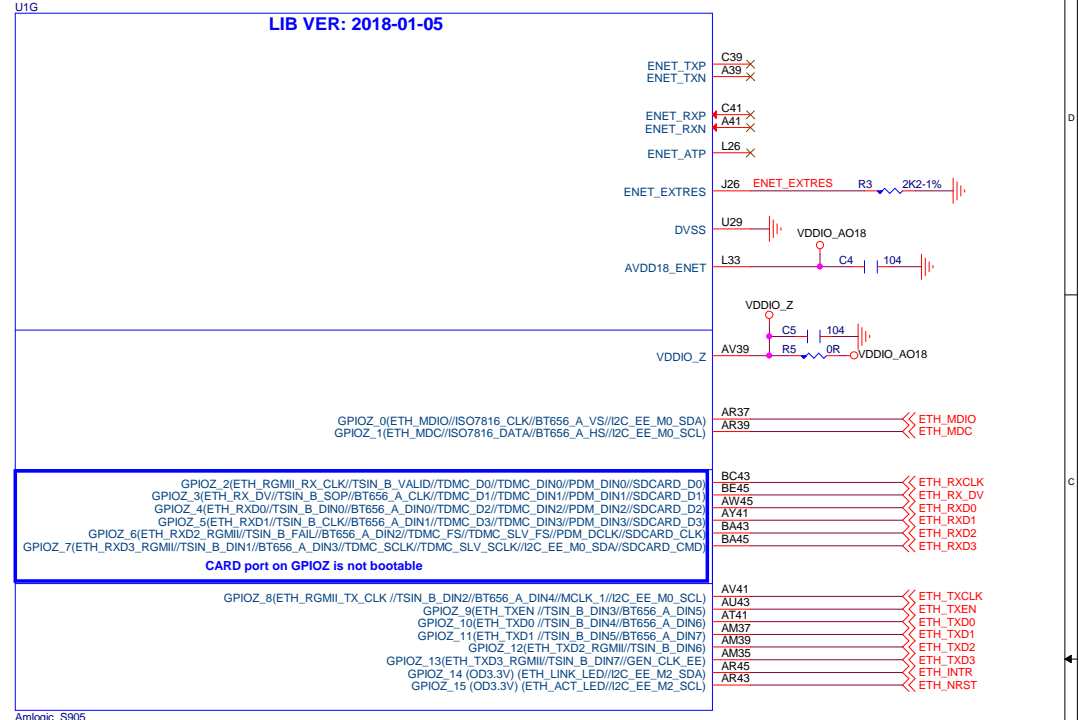 U1G
LIB VER: 2018-01-05
ENET_TXP C39
ENET_TXN A39
ENET_RXP C41
ENET_RXN A41
ENET_ATP L26
ENET_EXTRES J26 ENET_EXTRES R3 2K2-1%
DVSS U29
VDDIO_AO18
AVDD18_ENET L33 C4 104
VDDIO_Z
C5 104
VDDIO_Z AV39 R5 0R VDDIO_AO18
GPIOZ_0(ETH_MDIO//ISO7816_CLK//BT656_A_VS//I2C_EE_M0_SDA) AR37 ETH_MDIO
GPIOZ_1(ETH_MDC//ISO7816_DATA//BT656_A_HS//I2C_EE_M0_SCL) AR39 ETH_MDC
GPIOZ_2(ETH_RGMII_RX_CLK//TSIN_B_VALID//TDMC_D0//TDMC_DIN0//PDM_DIN0//SDCARD_D0) BC43 ETH_RXCLK
GPIOZ_3(ETH_RX_DV//TSIN_B_SOP//BT656_A_CLK//TDMC_D1//TDMC_DIN1//PDM_DIN1//SDCARD_D1) BE45 ETH_RX_DV
GPIOZ_4(ETH_RXD0//TSIN_B_DIN0//BT656_A_DIN0//TDMC_D2//TDMC_DIN2//PDM_DIN2//SDCARD_D2) AW45 ETH_RXD0
GPIOZ_5(ETH_RXD1//TSIN_B_CLK//BT656_A_DIN1//TDMC_D3//TDMC_DIN3//PDM_DIN3//SDCARD_D3) AY41 ETH_RXD1
GPIOZ_6(ETH_RXD2_RGMII//TSIN_B_FAIL//BT656_A_DIN2//TDMC_FS//TDMC_SLV_FS//PDM_DCLK//SDCARD_CLK) BA43 ETH_RXD2
GPIOZ_7(ETH_RXD3_RGMII//TSIN_B_DIN1//BT656_A_DIN3//TDMC_SCLK//TDMC_SLV_SCLK//I2C_EE_M0_SDA//SDCARD_CMD) BA45 ETH_RXD3
CARD port on GPIOZ is not bootable
GPIOZ_8(ETH_RGMII_TX_CLK //TSIN_B_DIN2//BT656_A_DIN4//MCLK_1//I2C_EE_M0_SCL) AV41 ETH_TXCLK
GPIOZ_9(ETH_TXEN //TSIN_B_DIN3//BT656_A_DIN5) AU43 ETH_TXEN
GPIOZ_10(ETH_TXD0 //TSIN_B_DIN4//BT656_A_DIN6) AT41 ETH_TXD0
GPIOZ_11(ETH_TXD1 //TSIN_B_DIN5//BT656_A_DIN7) AM37 ETH_TXD1
GPIOZ_12(ETH_TXD2_RGMII//TSIN_B_DIN6) AM39 ETH_TXD2
GPIOZ_13(ETH_TXD3_RGMII//TSIN_B_DIN7//GEN_CLK_EE) AM35 ETH_TXD3
GPIOZ_14 (OD3.3V) (ETH_LINK_LED//I2C_EE_M2_SDA) AR45 ETH_INTR
GPIOZ_15 (OD3.3V) (ETH_ACT_LED//I2C_EE_M2_SCL) AR43 ETH_NRST
Amlogic_S905
D
C